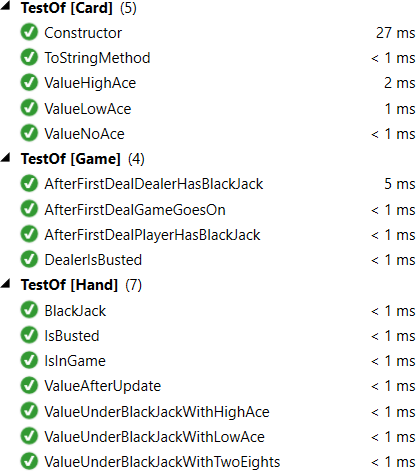 TestOf [Card] (5)
Constructor 27 ms
ToStringMethod < 1 ms
ValueHighAce 2 ms
ValueLowAce 1 ms
ValueNoAce < 1 ms
TestOf [Game] (4)
AfterFirstDealDealerHasBlackJack 5 ms
AfterFirstDealGameGoesOn < 1 ms
AfterFirstDealPlayerHasBlackJack < 1 ms
DealerIsBusted < 1 ms
TestOf [Hand] (7)
BlackJack < 1 ms
IsBusted < 1 ms
IsInGame < 1 ms
ValueAfterUpdate < 1 ms
ValueUnderBlackJackWithHighAce < 1 ms
ValueUnderBlackJackWithLowAce < 1 ms
ValueUnderBlackJackWithTwoEights < 1 ms